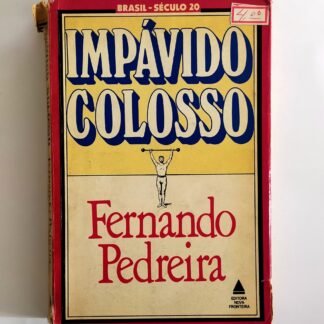 BRASIL - SÉCULO 20
IMPÁVIDO
COLOSSO
Fernando
Pedreira
EDITORA
NOVA
FRONTEIRA